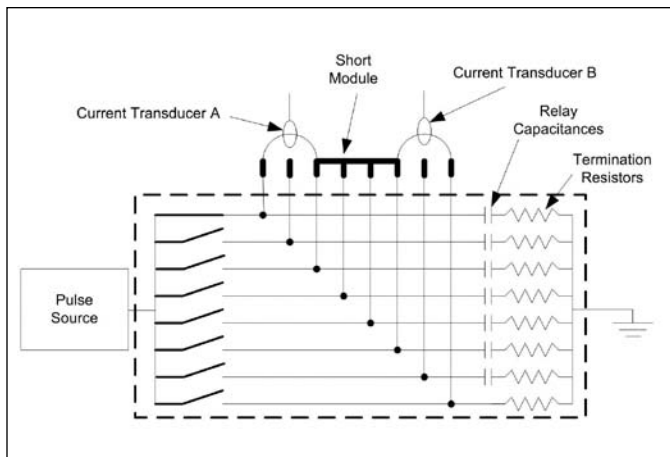 Short
Module
Current Transducer B
Current Transducer A
Relay
Capacitances
Termination
Resistors
Pulse
Source